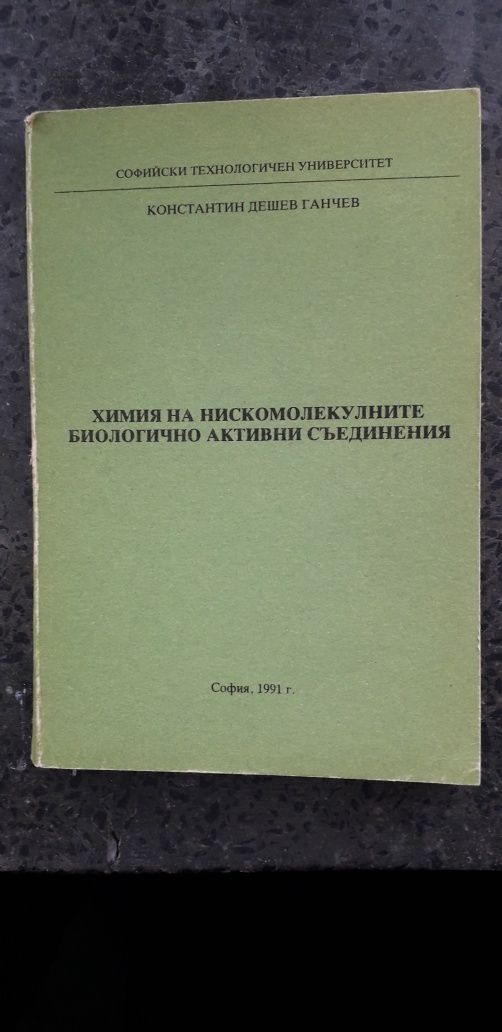 СОФИЙСКИ ТЕХНОЛОГИЧЕН УНИВЕРСИТЕТ
КОНСТАНТИН ДЕШЕВ ГАНЧЕВ
ХИМИЯ НА НИСКОМОЛЕКУЛНИТЕ
БИОЛОГИЧНО АКТИВНИ СЪЕДИНЕНИЯ
София, 1991 г.